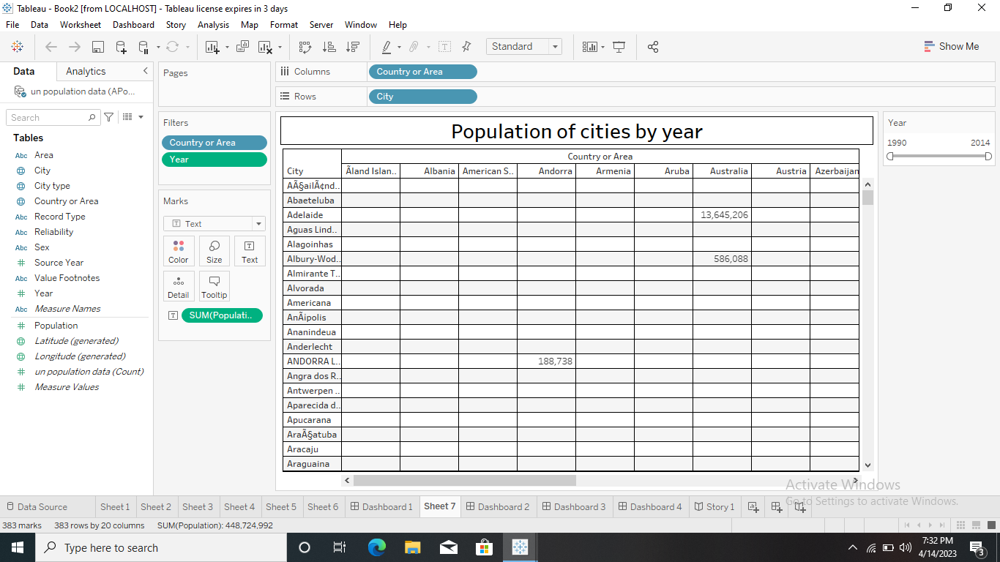 Tableau - Book2 [from LOCALHOST] - Tableau license expires in 3 days
File Data Worksheet Dashboard Story Analysis Map Format Server Window Help
Standard
Show Me
Data Analytics
un population data (APo...
Search
Tables
Abc Area
City
City type
Country or Area
Abc Record Type
Abc Reliability
Abc Sex
# Source Year
Abc Value Footnotes
# Year
Abc Measure Names
# Population
Latitude (generated)
Longitude (generated)
# un population data (Count)
# Measure Values
Pages
Filters
Country or Area
Year
Marks
T Text
Color Size T Text
Detail Tooltip
T SUM(Populati..
Columns Country or Area
Rows City
Population of cities by year
Country or Area
City Ãland Islan.. Albania American S.. Andorra Armenia Aruba Australia Austria Azerbaijan
AÃ§ailÃ¢nd..
Abaeteluba
Adelaide 13,645,206
Aguas Lind..
Alagoinhas
Albury-Wod.. 586,088
Almirante T..
Alvorada
Americana
AnÃipolis
Ananindeua
Anderlecht
ANDORRA L.. 188,738
Angra dos R..
Antwerpen ..
Aparecida d..
Apucarana
AraÃ§atuba
Aracaju
Araguaina
Year
1990 2014
Activate Windows
Go to Settings to activate Windows.
Data Source Sheet 1 Sheet 2 Sheet 3 Sheet 4 Sheet 5 Sheet 6 Dashboard 1 Sheet 7 Dashboard 2 Dashboard 3 Dashboard 4 Story 1
383 marks 383 rows by 20 columns SUM(Population): 448,724,992
Type here to search
7:32 PM
4/14/2023
3